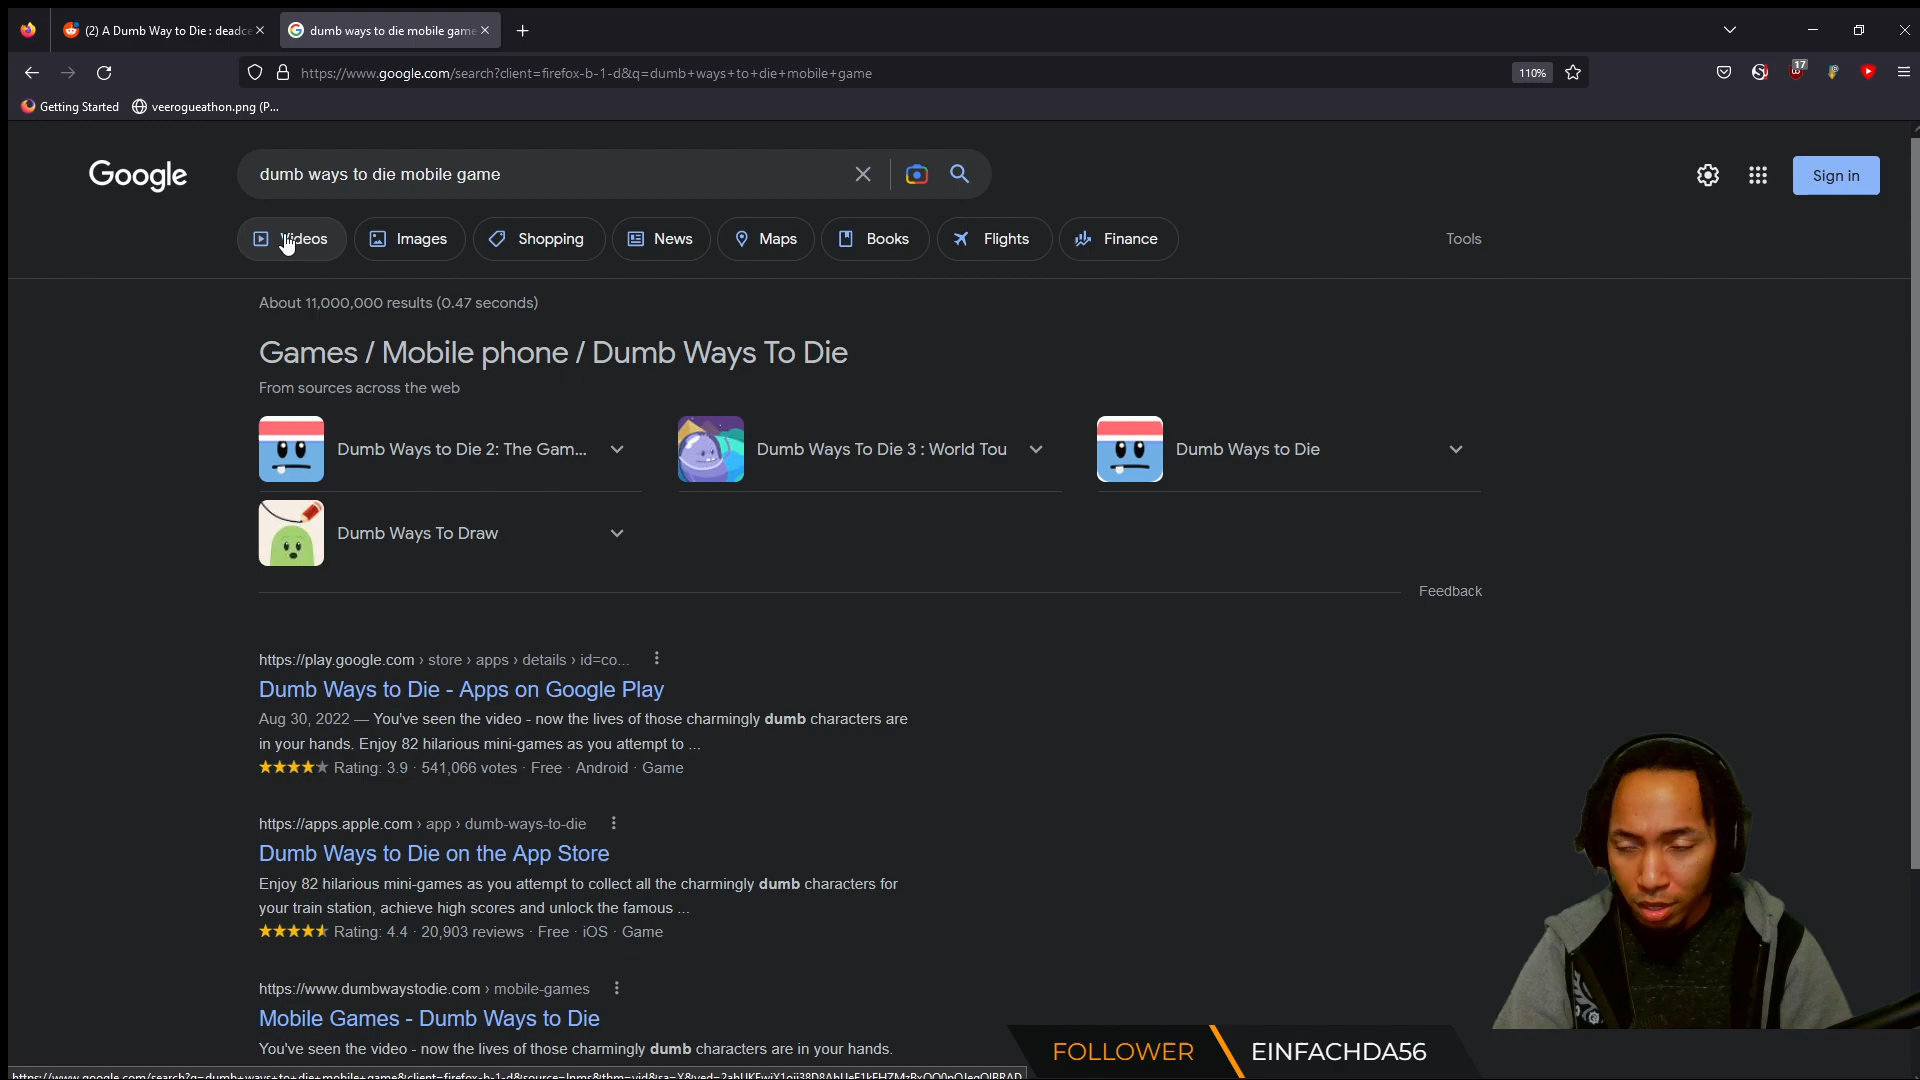 (2) A Dumb Way to Die : deadce
dumb ways to die mobile game
https://www.google.com/search?client=firefox-b-1-d&q=dumb+ways+to+die+mobile+game
110%
17
Getting Started
veerogueathon.png (P...
Google
dumb ways to die mobile game
Sign in
Videos
Images
Shopping
News
Maps
Books
Flights
Finance
Tools
About 11,000,000 results (0.47 seconds)
Games / Mobile phone / Dumb Ways To Die
From sources across the web
Dumb Ways to Die 2: The Gam...
Dumb Ways To Die 3 : World Tou
Dumb Ways to Die
Dumb Ways To Draw
Feedback
https://play.google.com › store › apps › details › id=co...
Dumb Ways to Die - Apps on Google Play
Aug 30, 2022 — You've seen the video - now the lives of those charmingly dumb characters are
in your hands. Enjoy 82 hilarious mini-games as you attempt to ...
Rating: 3.9 · 541,066 votes · Free · Android · Game
https://apps.apple.com › app › dumb-ways-to-die
Dumb Ways to Die on the App Store
Enjoy 82 hilarious mini-games as you attempt to collect all the charmingly dumb characters for
your train station, achieve high scores and unlock the famous ...
Rating: 4.4 · 20,903 reviews · Free · iOS · Game
https://www.dumbwaystodie.com › mobile-games
Mobile Games - Dumb Ways to Die
You've seen the video - now the lives of those charmingly dumb characters are in your hands.
FOLLOWER
EINFACHDA56